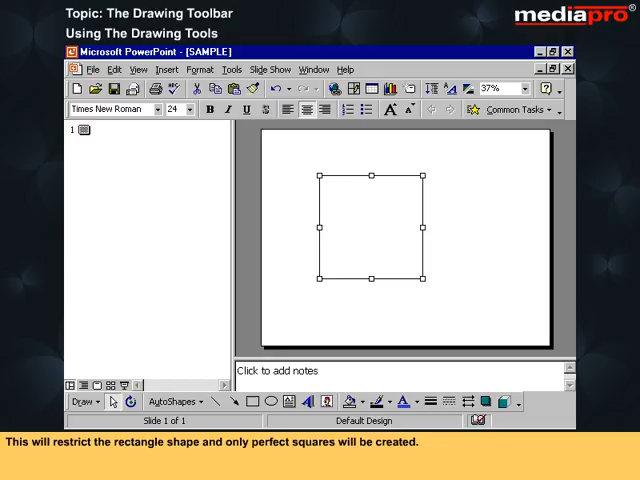 Topic: The Drawing Toolbar
mediapro®
Using The Drawing Tools
Microsoft PowerPoint - [SAMPLE]
File Edit View Insert Format Tools Slide Show Window Help
37%
Times New Roman 24 B I U S A A Common Tasks
1
Click to add notes
Draw AutoShapes A A
Slide 1 of 1 Default Design
This will restrict the rectangle shape and only perfect squares will be created.